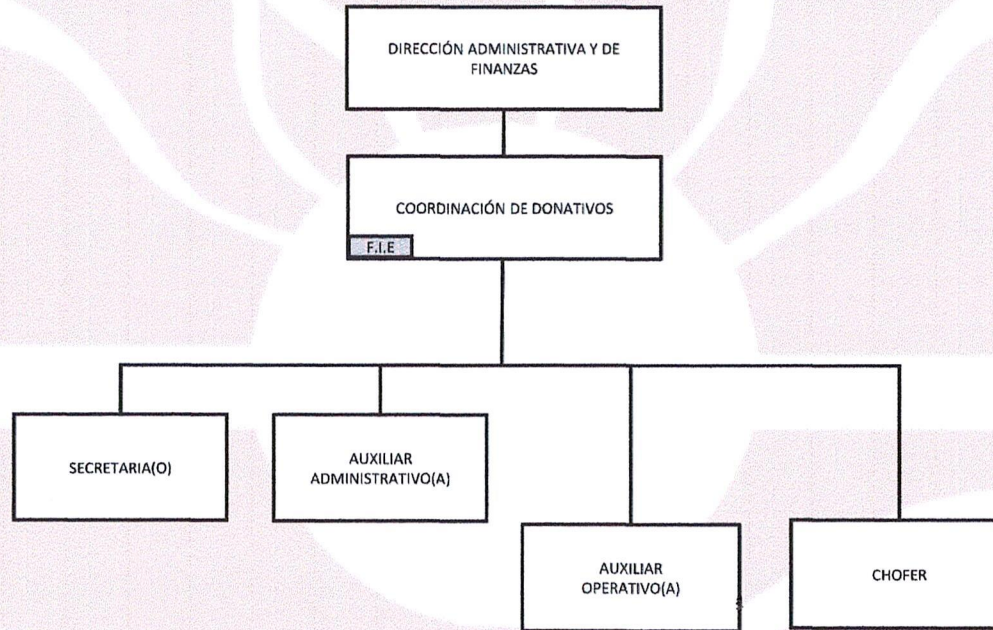 DIRECCIÓN ADMINISTRATIVA Y DE
FINANZAS
COORDINACIÓN DE DONATIVOS
F.I.E
SECRETARIA(O)
AUXILIAR
ADMINISTRATIVO(A)
AUXILIAR
OPERATIVO(A)
CHOFER